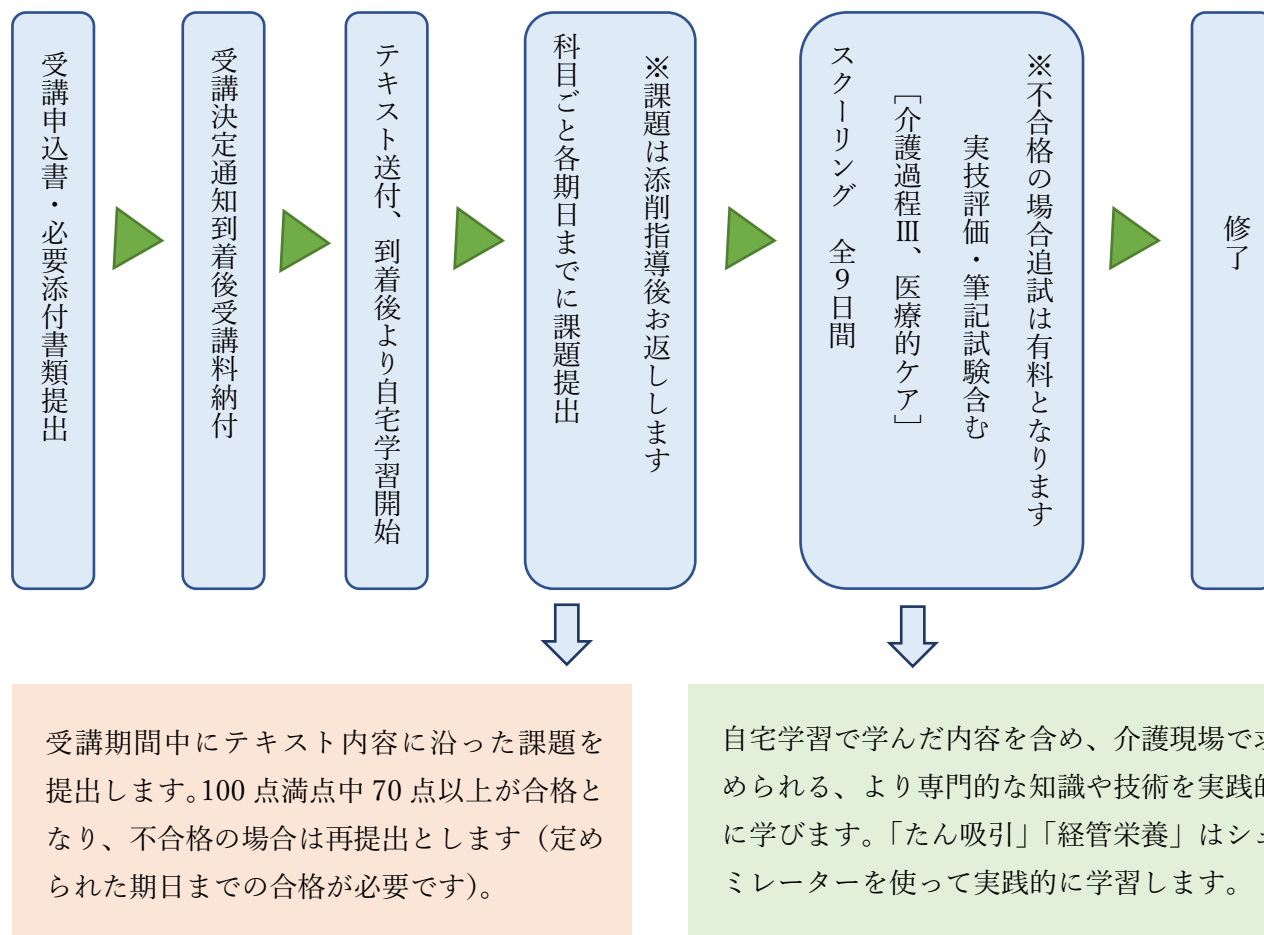 受講申込書・必要添付書類提出
受講決定通知到着後受講料納付
テキスト送付、到着後より自宅学習開始
科目ごと各期日までに課題提出
※課題は添削指導後お返しします
スクーリング　全9日間
［介護過程Ⅲ、医療的ケア］
実技評価・筆記試験含む
※不合格の場合追試は有料となります
修了
受講期間中にテキスト内容に沿った課題を
提出します。100 点満点中 70 点以上が合格と
なり、不合格の場合は再提出とします（定め
られた期日までの合格が必要です）。
自宅学習で学んだ内容を含め、介護現場で求
められる、より専門的な知識や技術を実践的
に学びます。「たん吸引」「経管栄養」はシュ
ミレーターを使って実践的に学習します。